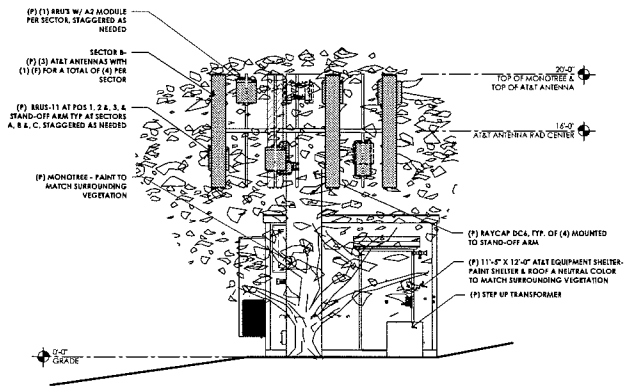 (P) (1) RRU'S W/ A2 MODULE
PER SECTOR, STAGGERED AS
NEEDED
SECTOR B-
(P) (3) AT&T ANTENNAS WITH
(1) (F) FOR A TOTAL OF (4) PER
SECTOR
(P) RRUS-11 AT POS 1, 2 &, 3, &
STAND-OFF ARM TYP AT SECTORS
A, B &, C, STAGGERED AS NEEDED
(P) MONOTREE - PAINT TO
MATCH SURROUNDING
VEGETATION
0'-0"
GRADE
20'-0"
TOP OF MONOTREE &
TOP OF AT&T ANTENNA
16'-0"
AT&T ANTENNA RAD CENTER
(P) RAYCAP DC6, TYP. OF (4) MOUNTED
TO STAND-OFF ARM
(P) 11'-5" X 12'-0" AT&T EQUIPMENT SHELTER-
PAINT SHELTER & ROOF A NEUTRAL COLOR
TO MATCH SURROUNDING VEGETATION
(P) STEP UP TRANSFORMER